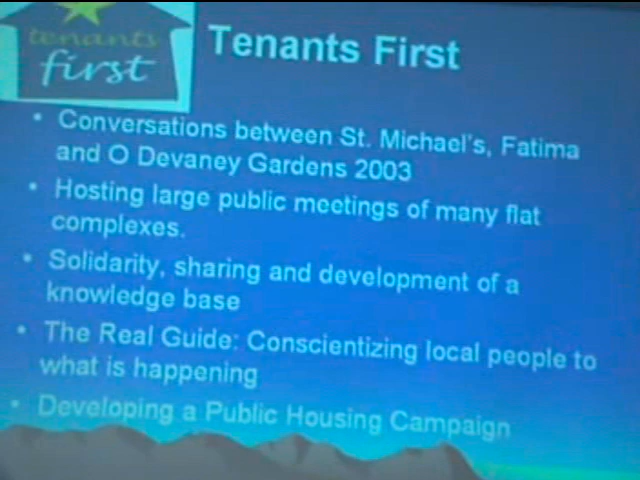 tenants
first
Tenants First
• Conversations between St. Michael's, Fatima
and O Devaney Gardens 2003
• Hosting large public meetings of many flat
complexes.
• Solidarity, sharing and development of a
knowledge base
• The Real Guide: Conscientizing local people to
what is happening
• Developing a Public Housing Campaign